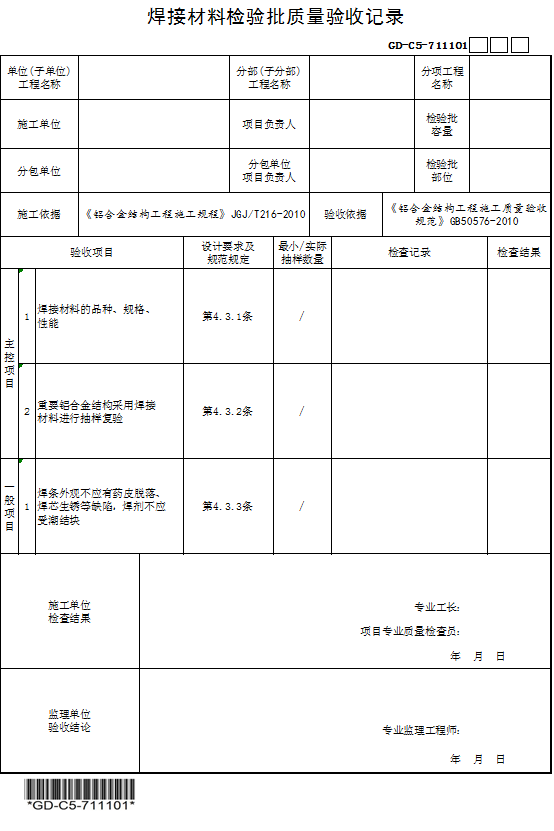 焊接材料检验批质量验收记录
GD-C5-711101
单位(子单位)
工程名称
分部(子分部)
工程名称
分项工程
名称
施工单位
项目负责人
检验批
容量
分包单位
分包单位
项目负责人
检验批
部位
施工依据
《铝合金结构工程施工规程》JGJ/T216-2010
验收依据
《铝合金结构工程施工质量验收
规范》GB50576-2010
验收项目
设计要求及
规范规定
最小/实际
抽样数量
检查记录
检查结果
主控项目
1
焊接材料的品种、规格、
性能
第4.3.1条
/
2
重要铝合金结构采用焊接
材料进行抽样复验
第4.3.2条
/
一般项目
1
焊条外观不应有药皮脱落、
焊芯生锈等缺陷，焊剂不应
受潮结块
第4.3.3条
/
施工单位
检查结果
专业工长：
项目专业质量检查员：
年 月 日
监理单位
验收结论
专业监理工程师：
年 月 日
*GD-C5-711101*